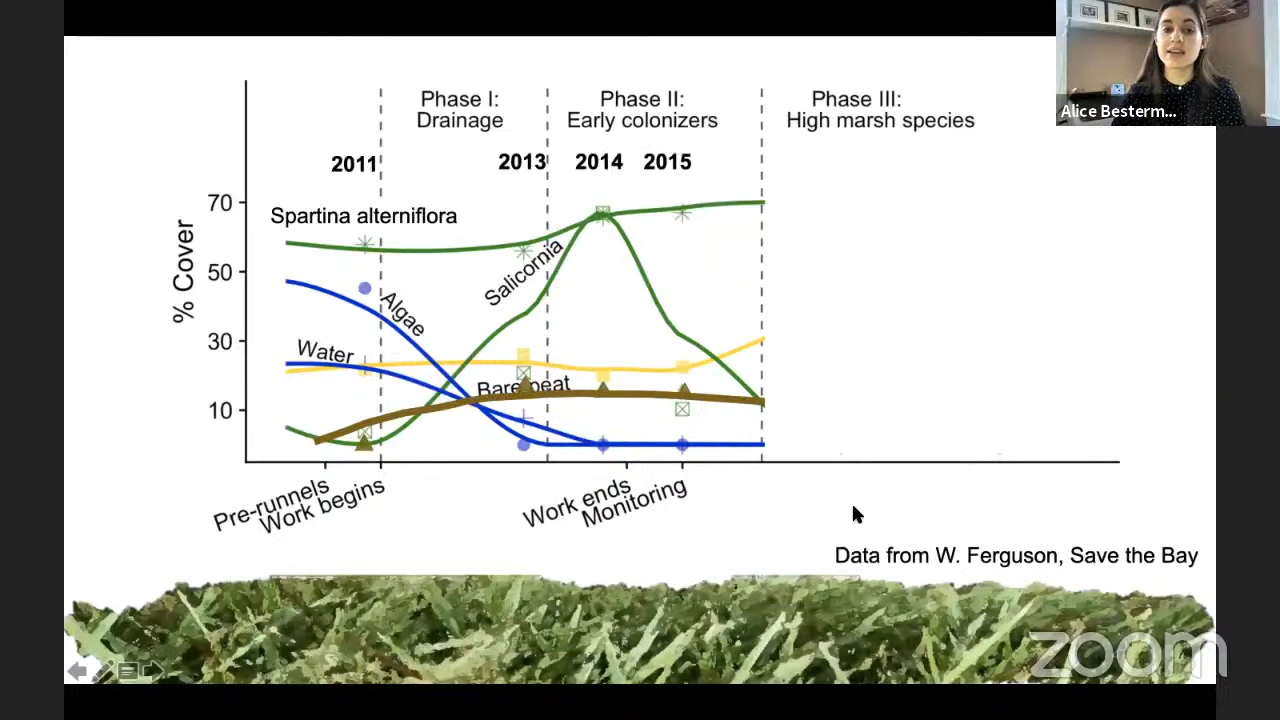 Alice Besterm...
Phase I:
Drainage
Phase II:
Early colonizers
Phase III:
High marsh species
2011
2013
2014
2015
70
50
30
10
% Cover
Spartina alterniflora
Salicornia
Algae
Water
Bare peat
Pre-runnels
Work begins
Work ends
Monitoring
Data from W. Ferguson, Save the Bay
zoom